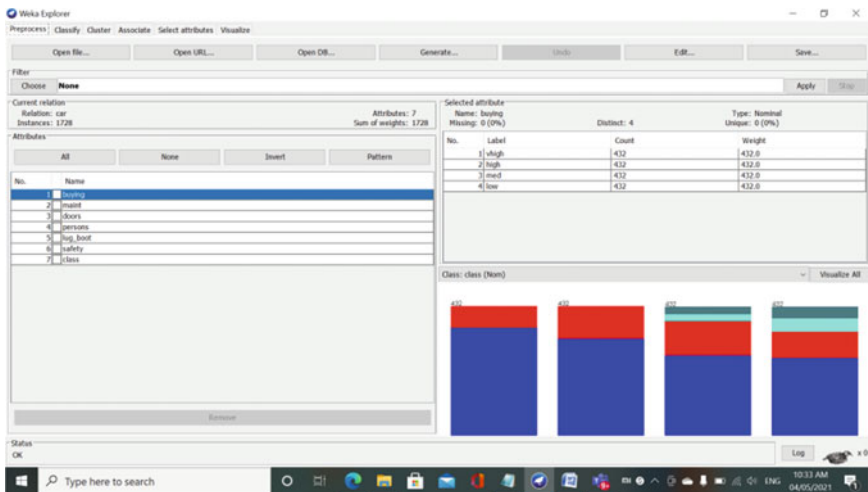 Weka Explorer
Preprocess Classify Cluster Associate Select attributes Visualize
Open file... Open URL... Open DB... Generate... Undo Edit... Save...
Filter
Choose None Apply Stop
Current relation
Relation: car Attributes: 7
Instances: 1728 Sum of weights: 1728
Attributes
All None Invert Pattern
No. Name
1 buying
2 maint
3 doors
4 persons
5 lug_boot
6 safety
7 class
Remove
Selected attribute
Name: buying Type: Nominal
Missing: 0 (0%) Distinct: 4 Unique: 0 (0%)
No. Label Count Weight
1 vhigh 432 432.0
2 high 432 432.0
3 med 432 432.0
4 low 432 432.0
Class: class (Nom) Visualize All
432 432 432 432
Status
OK
Log x 0
Type here to search
ENG
10:33 AM
04/05/2021